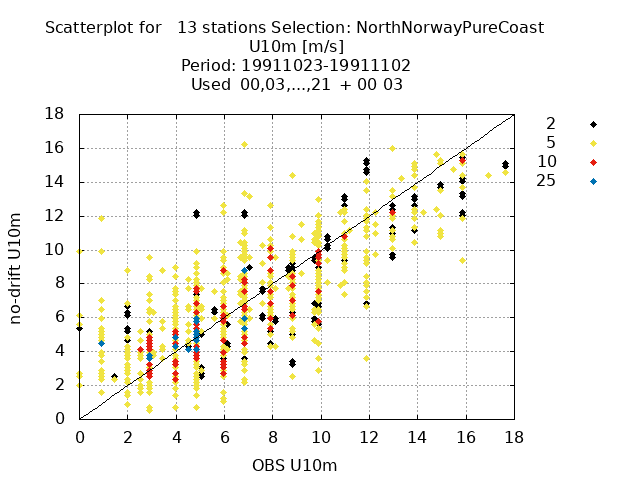 Scatterplot for 13 stations Selection: NorthNorwayPureCoast
U10m [m/s]
Period: 19911023-19911102
Used 00,03,...,21 + 00 03
2
5
10
25
18
16
14
12
10
8
6
4
2
0
no-drift U10m
0 2 4 6 8 10 12 14 16 18
OBS U10m